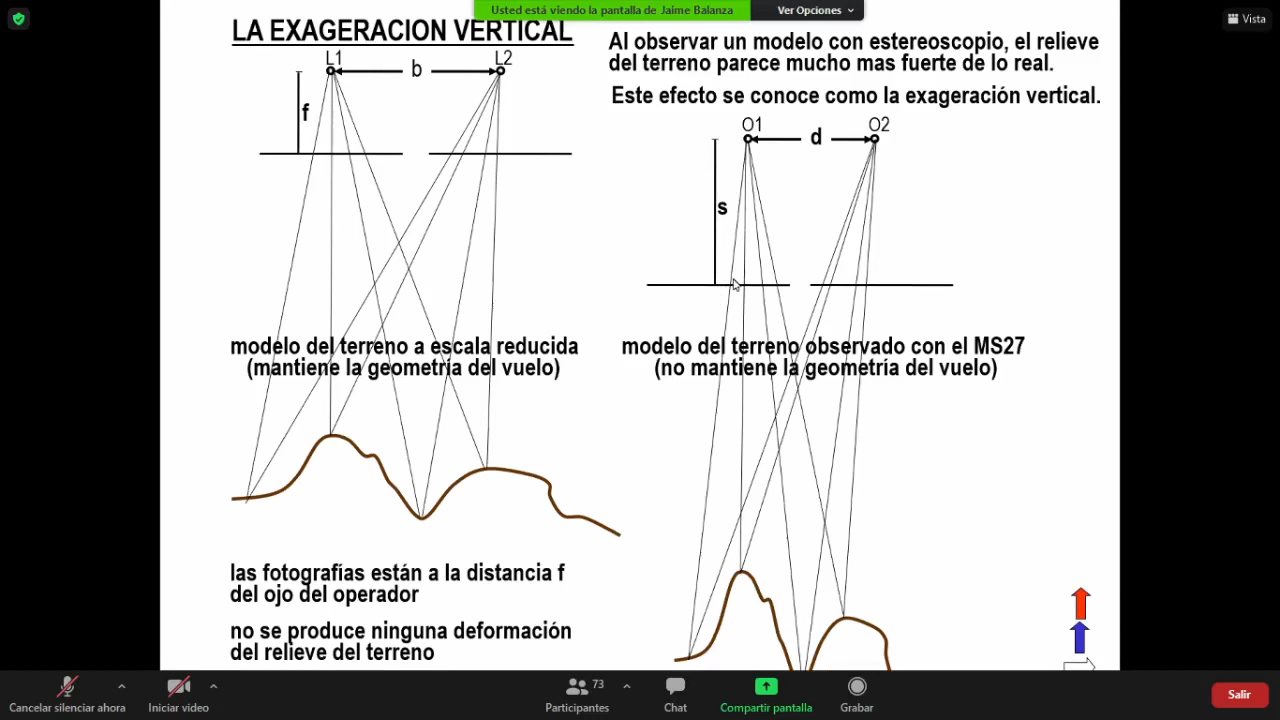 Usted está viendo la pantalla de Jaime Balanza
Ver Opciones
Vista
LA EXAGERACION VERTICAL
L1
L2
b
f
Al observar un modelo con estereoscopio, el relieve
del terreno parece mucho mas fuerte de lo real.
Este efecto se conoce como la exageración vertical.
O1
O2
d
s
modelo del terreno a escala reducida
(mantiene la geometría del vuelo)
modelo del terreno observado con el MS27
(no mantiene la geometría del vuelo)
las fotografías están a la distancia f
del ojo del operador
no se produce ninguna deformación
del relieve del terreno
Cancelar silenciar ahora
Iniciar video
73
Participantes
Chat
Compartir pantalla
Grabar
Salir